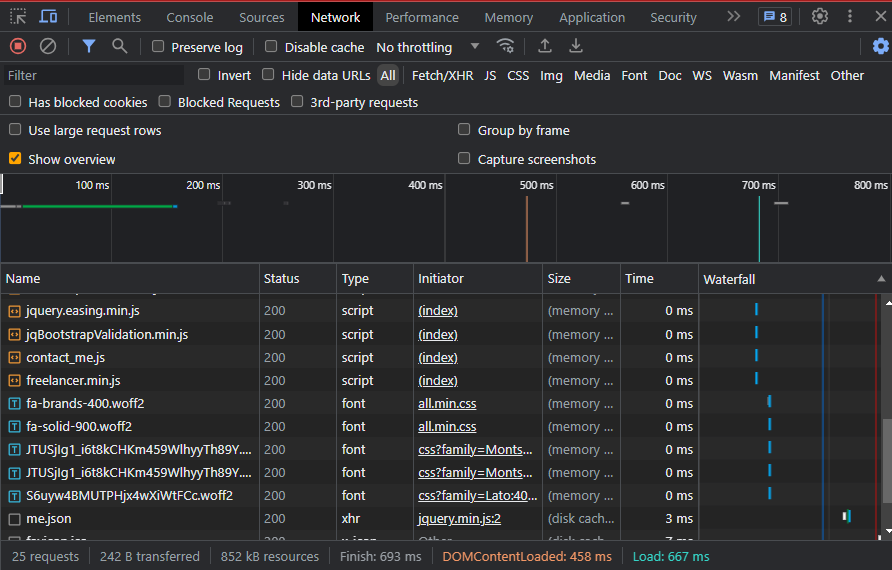 Elements Console Sources Network Performance Memory Application Security 8
Preserve log Disable cache No throttling
Filter Invert Hide data URLs All Fetch/XHR JS CSS Img Media Font Doc WS Wasm Manifest Other
Has blocked cookies Blocked Requests 3rd-party requests
Use large request rows Group by frame
Show overview Capture screenshots
100 ms 200 ms 300 ms 400 ms 500 ms 600 ms 700 ms 800 ms
Name Status Type Initiator Size Time Waterfall
jquery.easing.min.js 200 script (index) (memory ... 0 ms
jqBootstrapValidation.min.js 200 script (index) (memory ... 0 ms
contact_me.js 200 script (index) (memory ... 0 ms
freelancer.min.js 200 script (index) (memory ... 0 ms
fa-brands-400.woff2 200 font all.min.css (memory ... 0 ms
fa-solid-900.woff2 200 font all.min.css (memory ... 0 ms
JTUSjIg1_i6t8kCHKm459WlhyyTh89Y.... 200 font css?family=Monts... (memory ... 0 ms
JTUSjIg1_i6t8kCHKm459WlhyyTh89Y.... 200 font css?family=Monts... (memory ... 0 ms
S6uyw4BMUTPHjx4wXiWtFCc.woff2 200 font css?family=Lato:40... (memory ... 0 ms
me.json 200 xhr jquery.min.js:2 (disk cach... 3 ms
25 requests 242 B transferred 852 kB resources Finish: 693 ms DOMContentLoaded: 458 ms Load: 667 ms